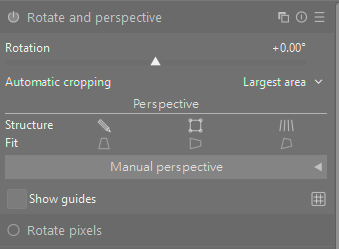 Rotate and perspective
Rotation +0.00°
Automatic cropping Largest area
Perspective
Structure
Fit
Manual perspective
Show guides
Rotate pixels